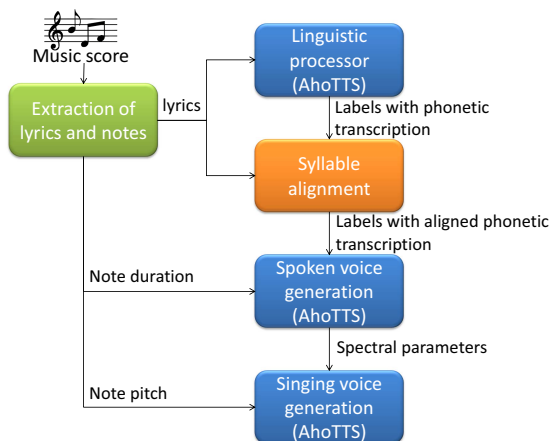 Music score
Extraction of
lyrics and notes
lyrics
Linguistic
processor
(AhoTTS)
Labels with phonetic
transcription
Syllable
alignment
Labels with aligned phonetic
transcription
Note duration
Spoken voice
generation
(AhoTTS)
Spectral parameters
Note pitch
Singing voice
generation
(AhoTTS)